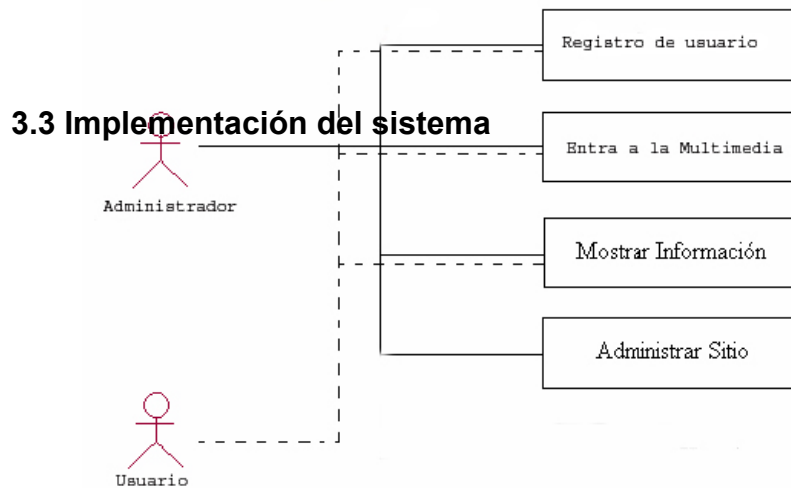 Registro de usuario
3.3 Implementación del sistema
Entra a la Multimedia
Administrador
Mostrar Información
Administrar Sitio
Usuario